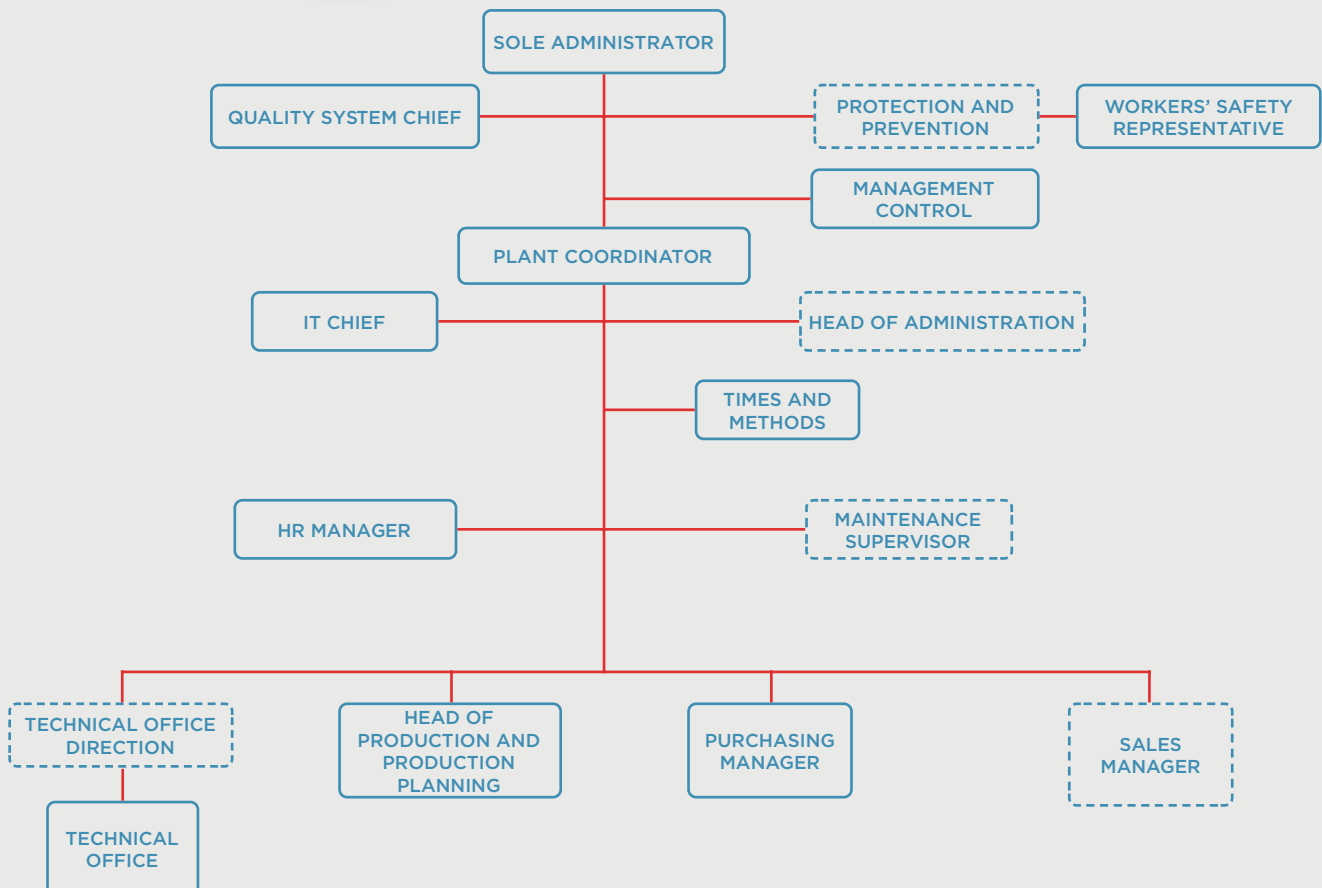 SOLE ADMINISTRATOR
QUALITY SYSTEM CHIEF
PROTECTION AND
PREVENTION
WORKERS' SAFETY
REPRESENTATIVE
MANAGEMENT
CONTROL
PLANT COORDINATOR
IT CHIEF
HEAD OF ADMINISTRATION
TIMES AND
METHODS
HR MANAGER
MAINTENANCE
SUPERVISOR
TECHNICAL OFFICE
DIRECTION
HEAD OF
PRODUCTION AND
PRODUCTION
PLANNING
PURCHASING
MANAGER
SALES
MANAGER
TECHNICAL
OFFICE